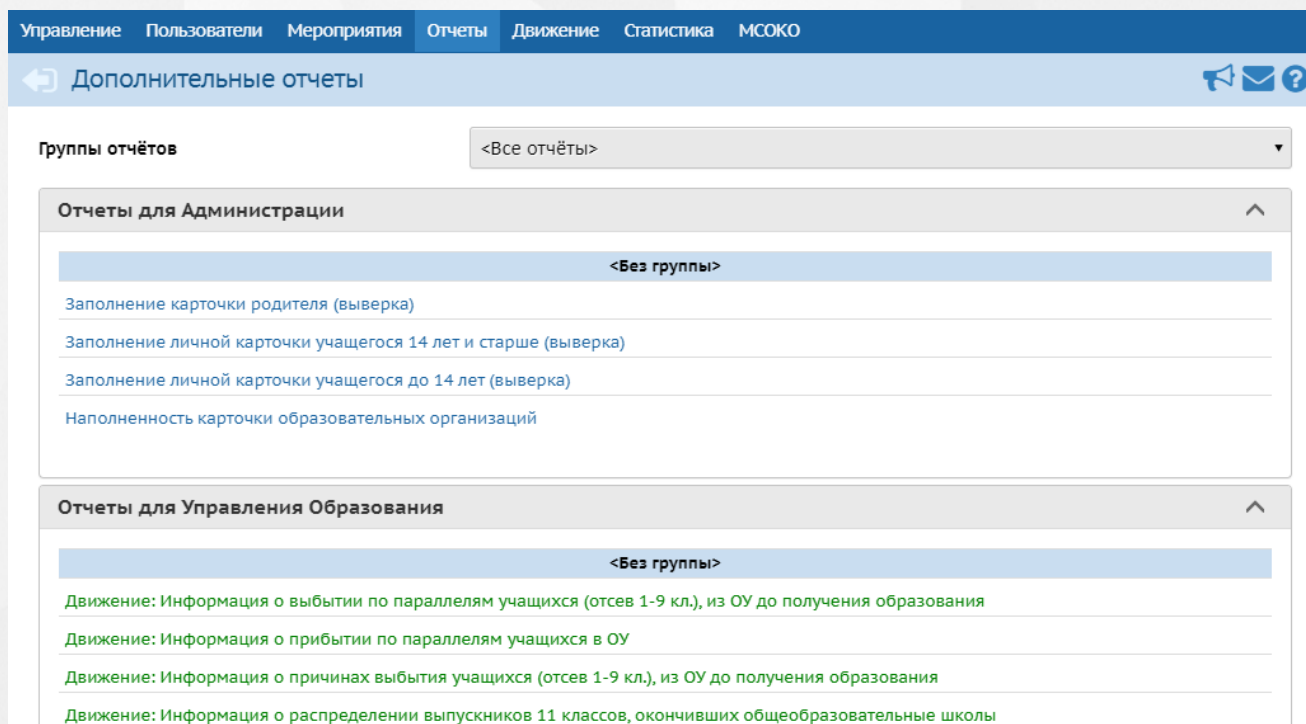 Управление Пользователи Мероприятия Отчеты Движение Статистика МСОКО
Дополнительные отчеты
Группы отчётов <Все отчёты>
Отчеты для Администрации
<Без группы>
Заполнение карточки родителя (выверка)
Заполнение личной карточки учащегося 14 лет и старше (выверка)
Заполнение личной карточки учащегося до 14 лет (выверка)
Наполненность карточки образовательных организаций
Отчеты для Управления Образования
<Без группы>
Движение: Информация о выбытии по параллелям учащихся (отсев 1-9 кл.), из ОУ до получения образования
Движение: Информация о прибытии по параллелям учащихся в ОУ
Движение: Информация о причинах выбытия учащихся (отсев 1-9 кл.), из ОУ до получения образования
Движение: Информация о распределении выпускников 11 классов, окончивших общеобразовательные школы